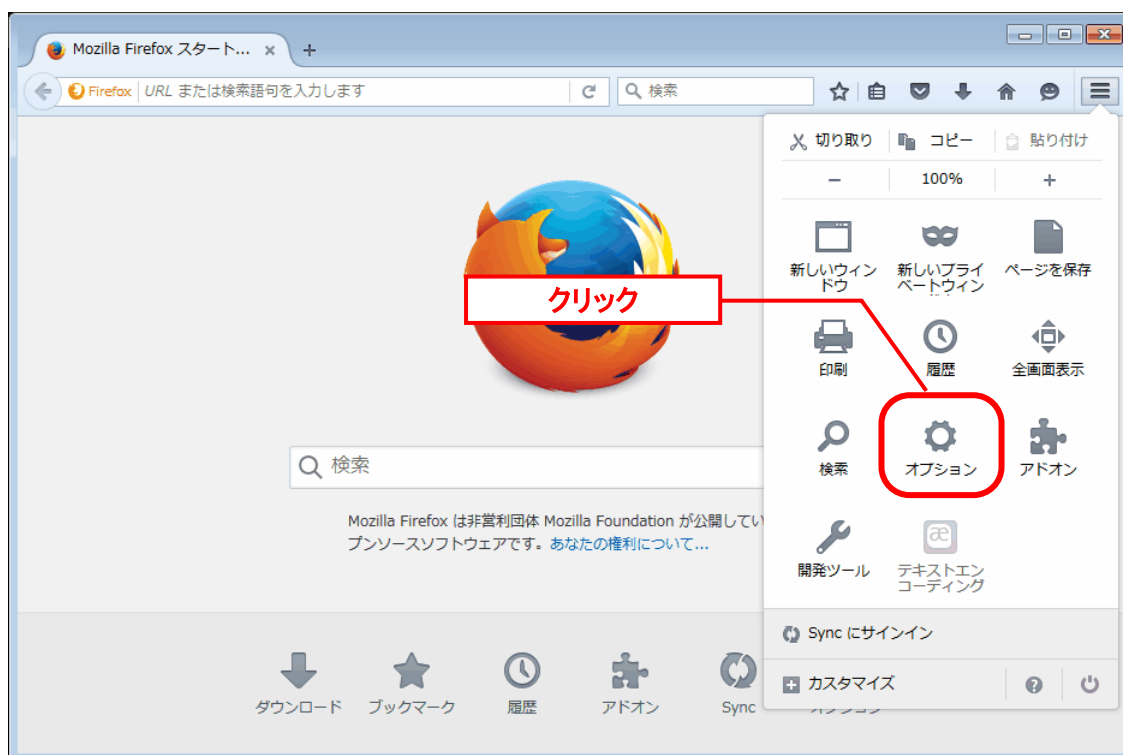 Mozilla Firefox スタート...
Firefox
URL または検索語句を入力します
検索
切り取り
コピー
貼り付け
100%
新しいウィン
ドウ
新しいプライ
ベートウィン
ページを保存
クリック
印刷
履歴
全画面表示
検索
オプション
アドオン
検索
Mozilla Firefox は非営利団体 Mozilla Foundation が公開してい
プンソースソフトウェアです。あなたの権利について...
開発ツール
テキストエン
コーディング
Sync にサインイン
カスタマイズ
ダウンロード
ブックマーク
履歴
アドオン
Sync